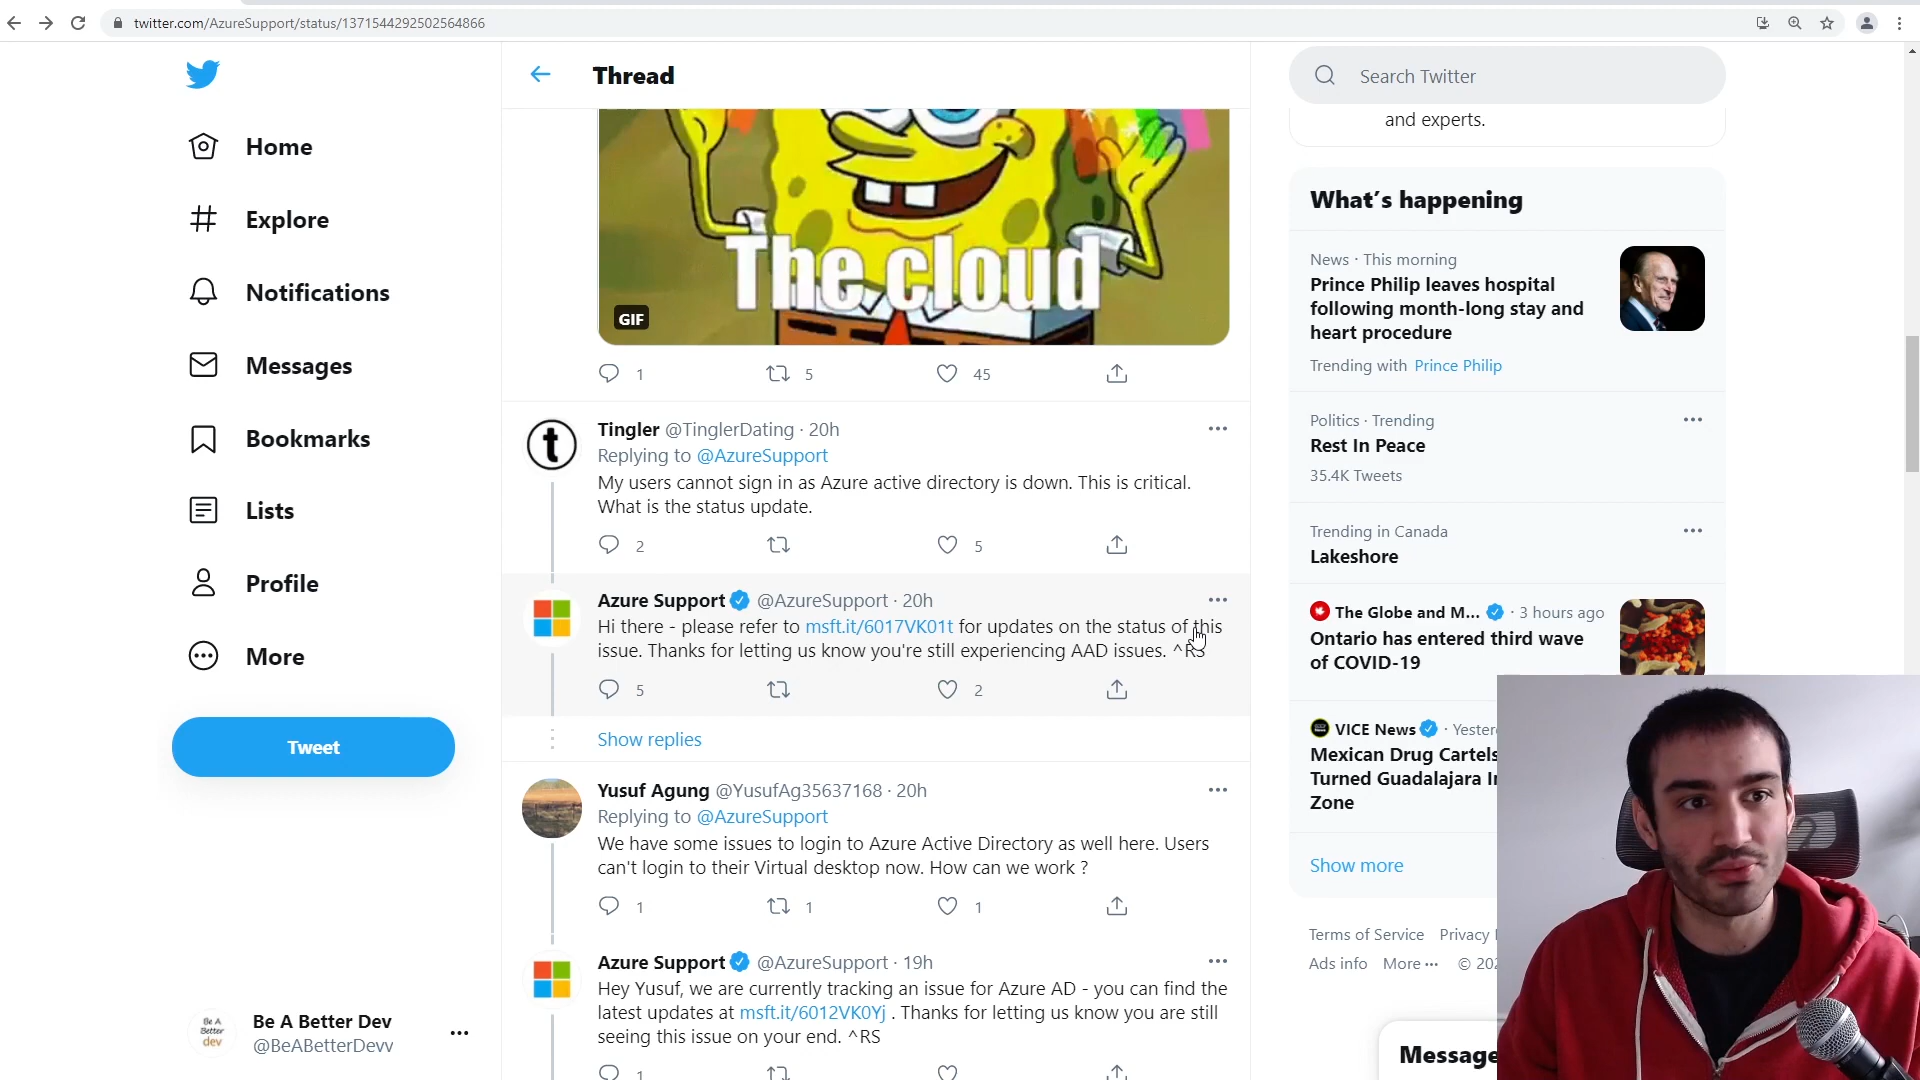 twitter.com/AzureSupport/status/1371544292502564866
Home
Explore
Notifications
Messages
Bookmarks
Lists
Profile
More
Tweet
Be A
Better
dev
Be A Better Dev
@BeABetterDevv
Thread
The cloud
GIF
1
5
45
t
Tingler @TinglerDating · 20h
Replying to @AzureSupport
My users cannot sign in as Azure active directory is down. This is critical.
What is the status update.
2
5
Azure Support @AzureSupport · 20h
Hi there - please refer to msft.it/6017VK01t for updates on the status of this
issue. Thanks for letting us know you're still experiencing AAD issues. ^RS
5
2
Show replies
Yusuf Agung @YusufAg35637168 · 20h
Replying to @AzureSupport
We have some issues to login to Azure Active Directory as well here. Users
can't login to their Virtual desktop now. How can we work ?
1
1
1
Azure Support @AzureSupport · 19h
Hey Yusuf, we are currently tracking an issue for Azure AD - you can find the
latest updates at msft.it/6012VK0Yj . Thanks for letting us know you are still
seeing this issue on your end. ^RS
1
Search Twitter
and experts.
What's happening
News · This morning
Prince Philip leaves hospital
following month-long stay and
heart procedure
Trending with Prince Philip
Politics · Trending
Rest In Peace
35.4K Tweets
Trending in Canada
Lakeshore
The Globe and M... · 3 hours ago
Ontario has entered third wave
of COVID-19
VICE News · Yester
Mexican Drug Cartels
Turned Guadalajara I
Zone
Show more
Terms of Service Privacy
Ads info More ··· © 202
Message